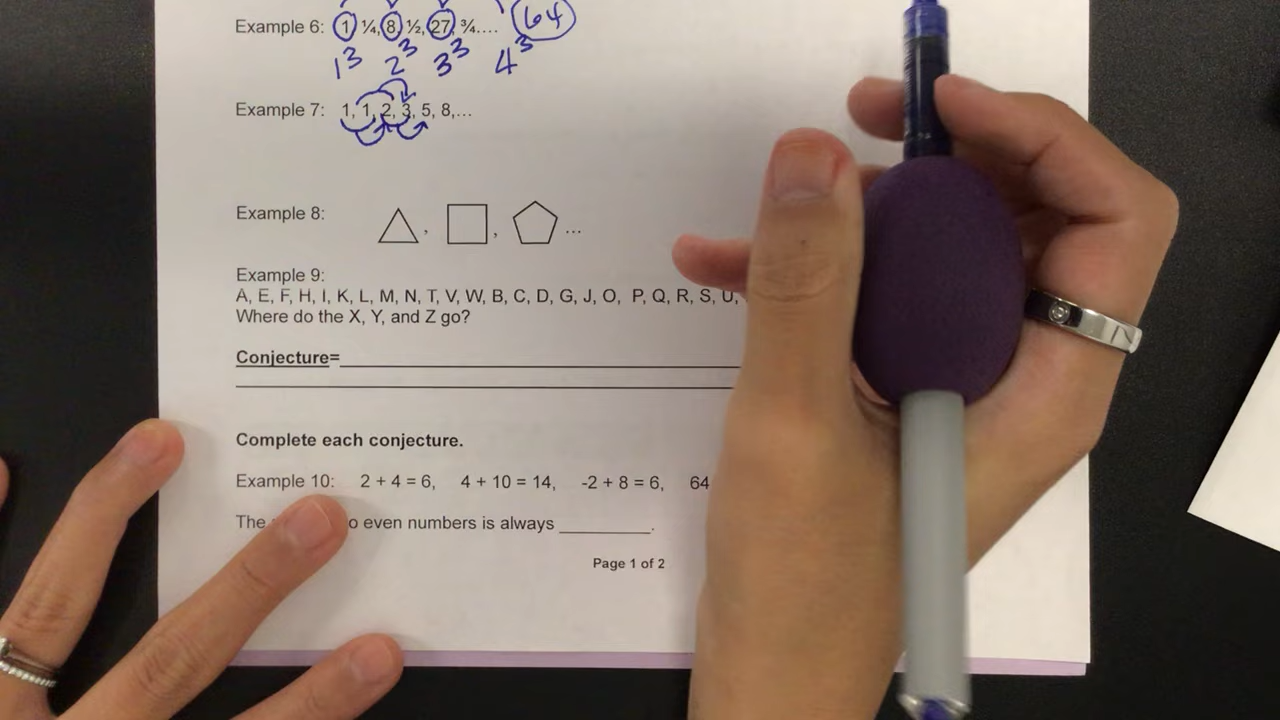 Example 6: 1 ¼, 8, ½, 27, ¾.... 64
1³ 2³ 3³ 4³
Example 7: 1, 1, 2, 3, 5, 8,...
Example 8: , , ...
Example 9:
A, E, F, H, I, K, L, M, N, T, V, W, B, C, D, G, J, O, P, Q, R, S, U,
Where do the X, Y, and Z go?
Conjecture=
Complete each conjecture.
Example 10: 2 + 4 = 6, 4 + 10 = 14, -2 + 8 = 6, 64
The even numbers is always _________.
Page 1 of 2